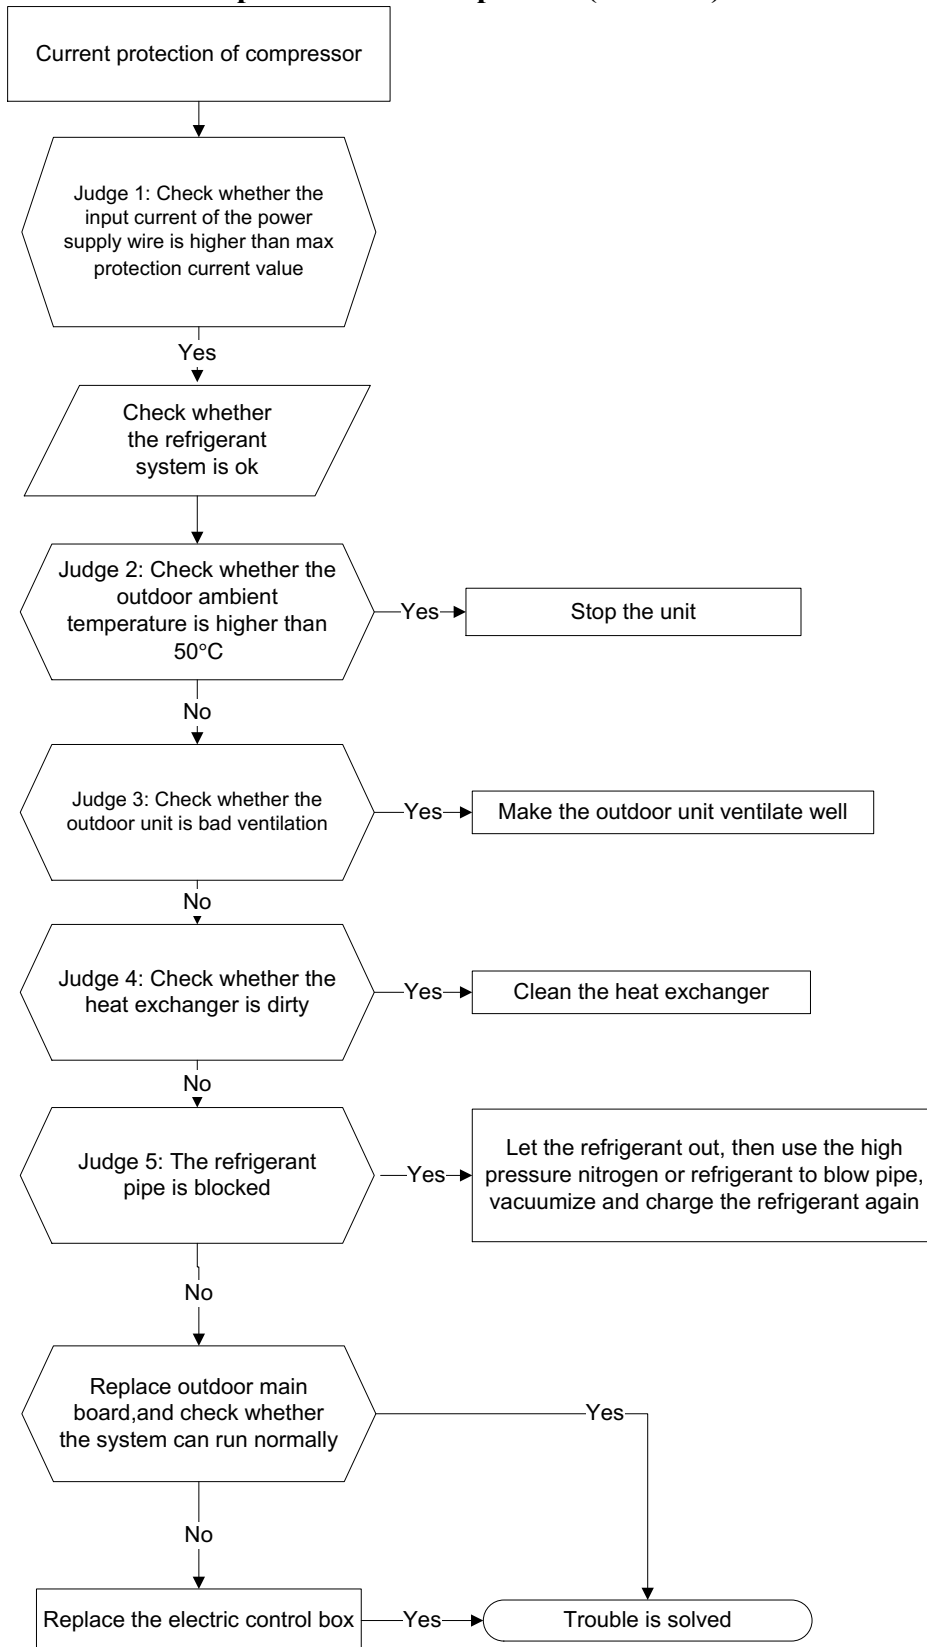 Current protection of compressor
Judge 1: Check whether the
input current of the power
supply wire is higher than max
protection current value
Yes
Check whether
the refrigerant
system is ok
Judge 2: Check whether the
outdoor ambient
temperature is higher than
50°C
Yes
Stop the unit
No
Judge 3: Check whether the
outdoor unit is bad ventilation
Yes
Make the outdoor unit ventilate well
No
Judge 4: Check whether the
heat exchanger is dirty
Yes
Clean the heat exchanger
No
Judge 5: The refrigerant
pipe is blocked
Yes
Let the refrigerant out, then use the high
pressure nitrogen or refrigerant to blow pipe,
vacuumize and charge the refrigerant again
No
Replace outdoor main
board,and check whether
the system can run normally
Yes
No
Replace the electric control box
Yes
Trouble is solved